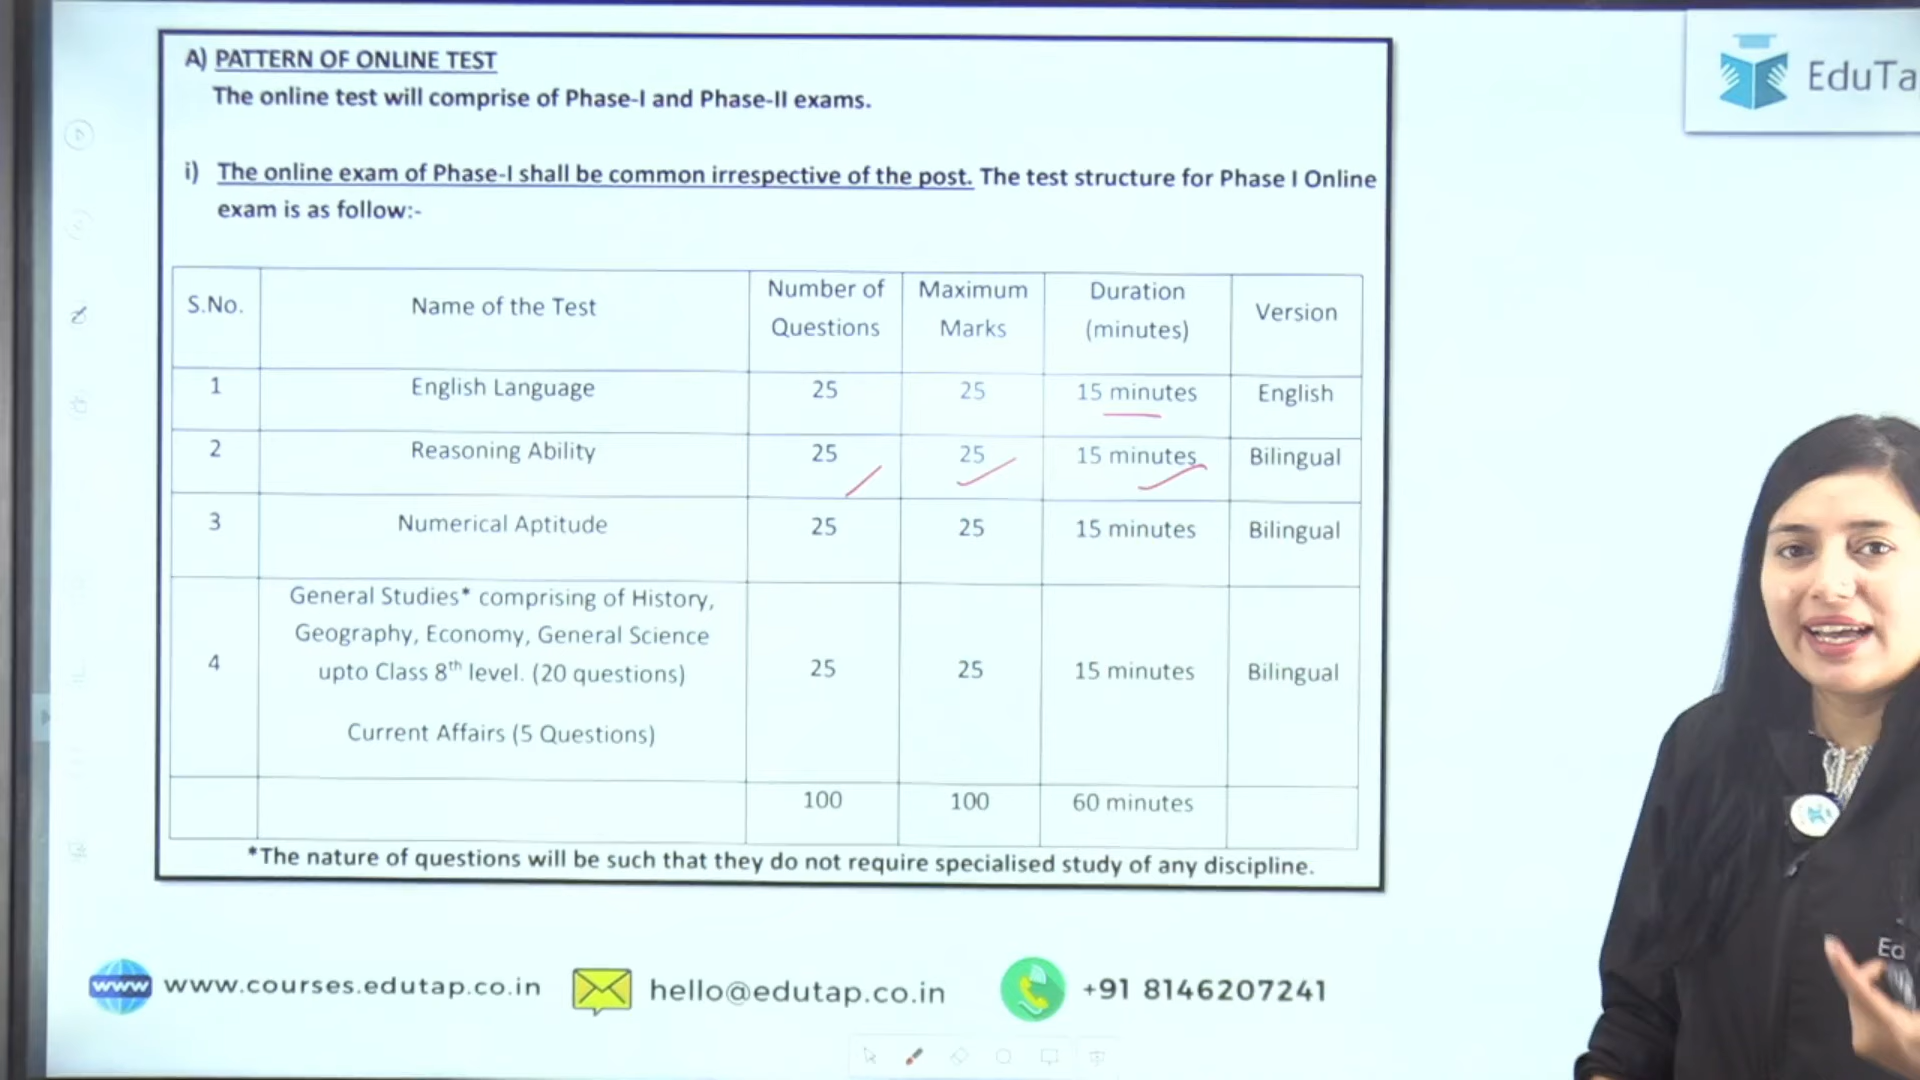 A) PATTERN OF ONLINE TEST
The online test will comprise of Phase-I and Phase-II exams.
i) The online exam of Phase-I shall be common irrespective of the post. The test structure for Phase I Online
exam is as follow:-
S.No. Name of the Test Number of Questions Maximum Marks Duration (minutes) Version
1 English Language 25 25 15 minutes English
2 Reasoning Ability 25 25 15 minutes Bilingual
3 Numerical Aptitude 25 25 15 minutes Bilingual
4 General Studies* comprising of History,
Geography, Economy, General Science
upto Class 8th level. (20 questions) 25 25 15 minutes Bilingual
Current Affairs (5 Questions)
100 100 60 minutes
*The nature of questions will be such that they do not require specialised study of any discipline.
www www.courses.edutap.co.in hello@edutap.co.in +91 8146207241
EduTa
Ed